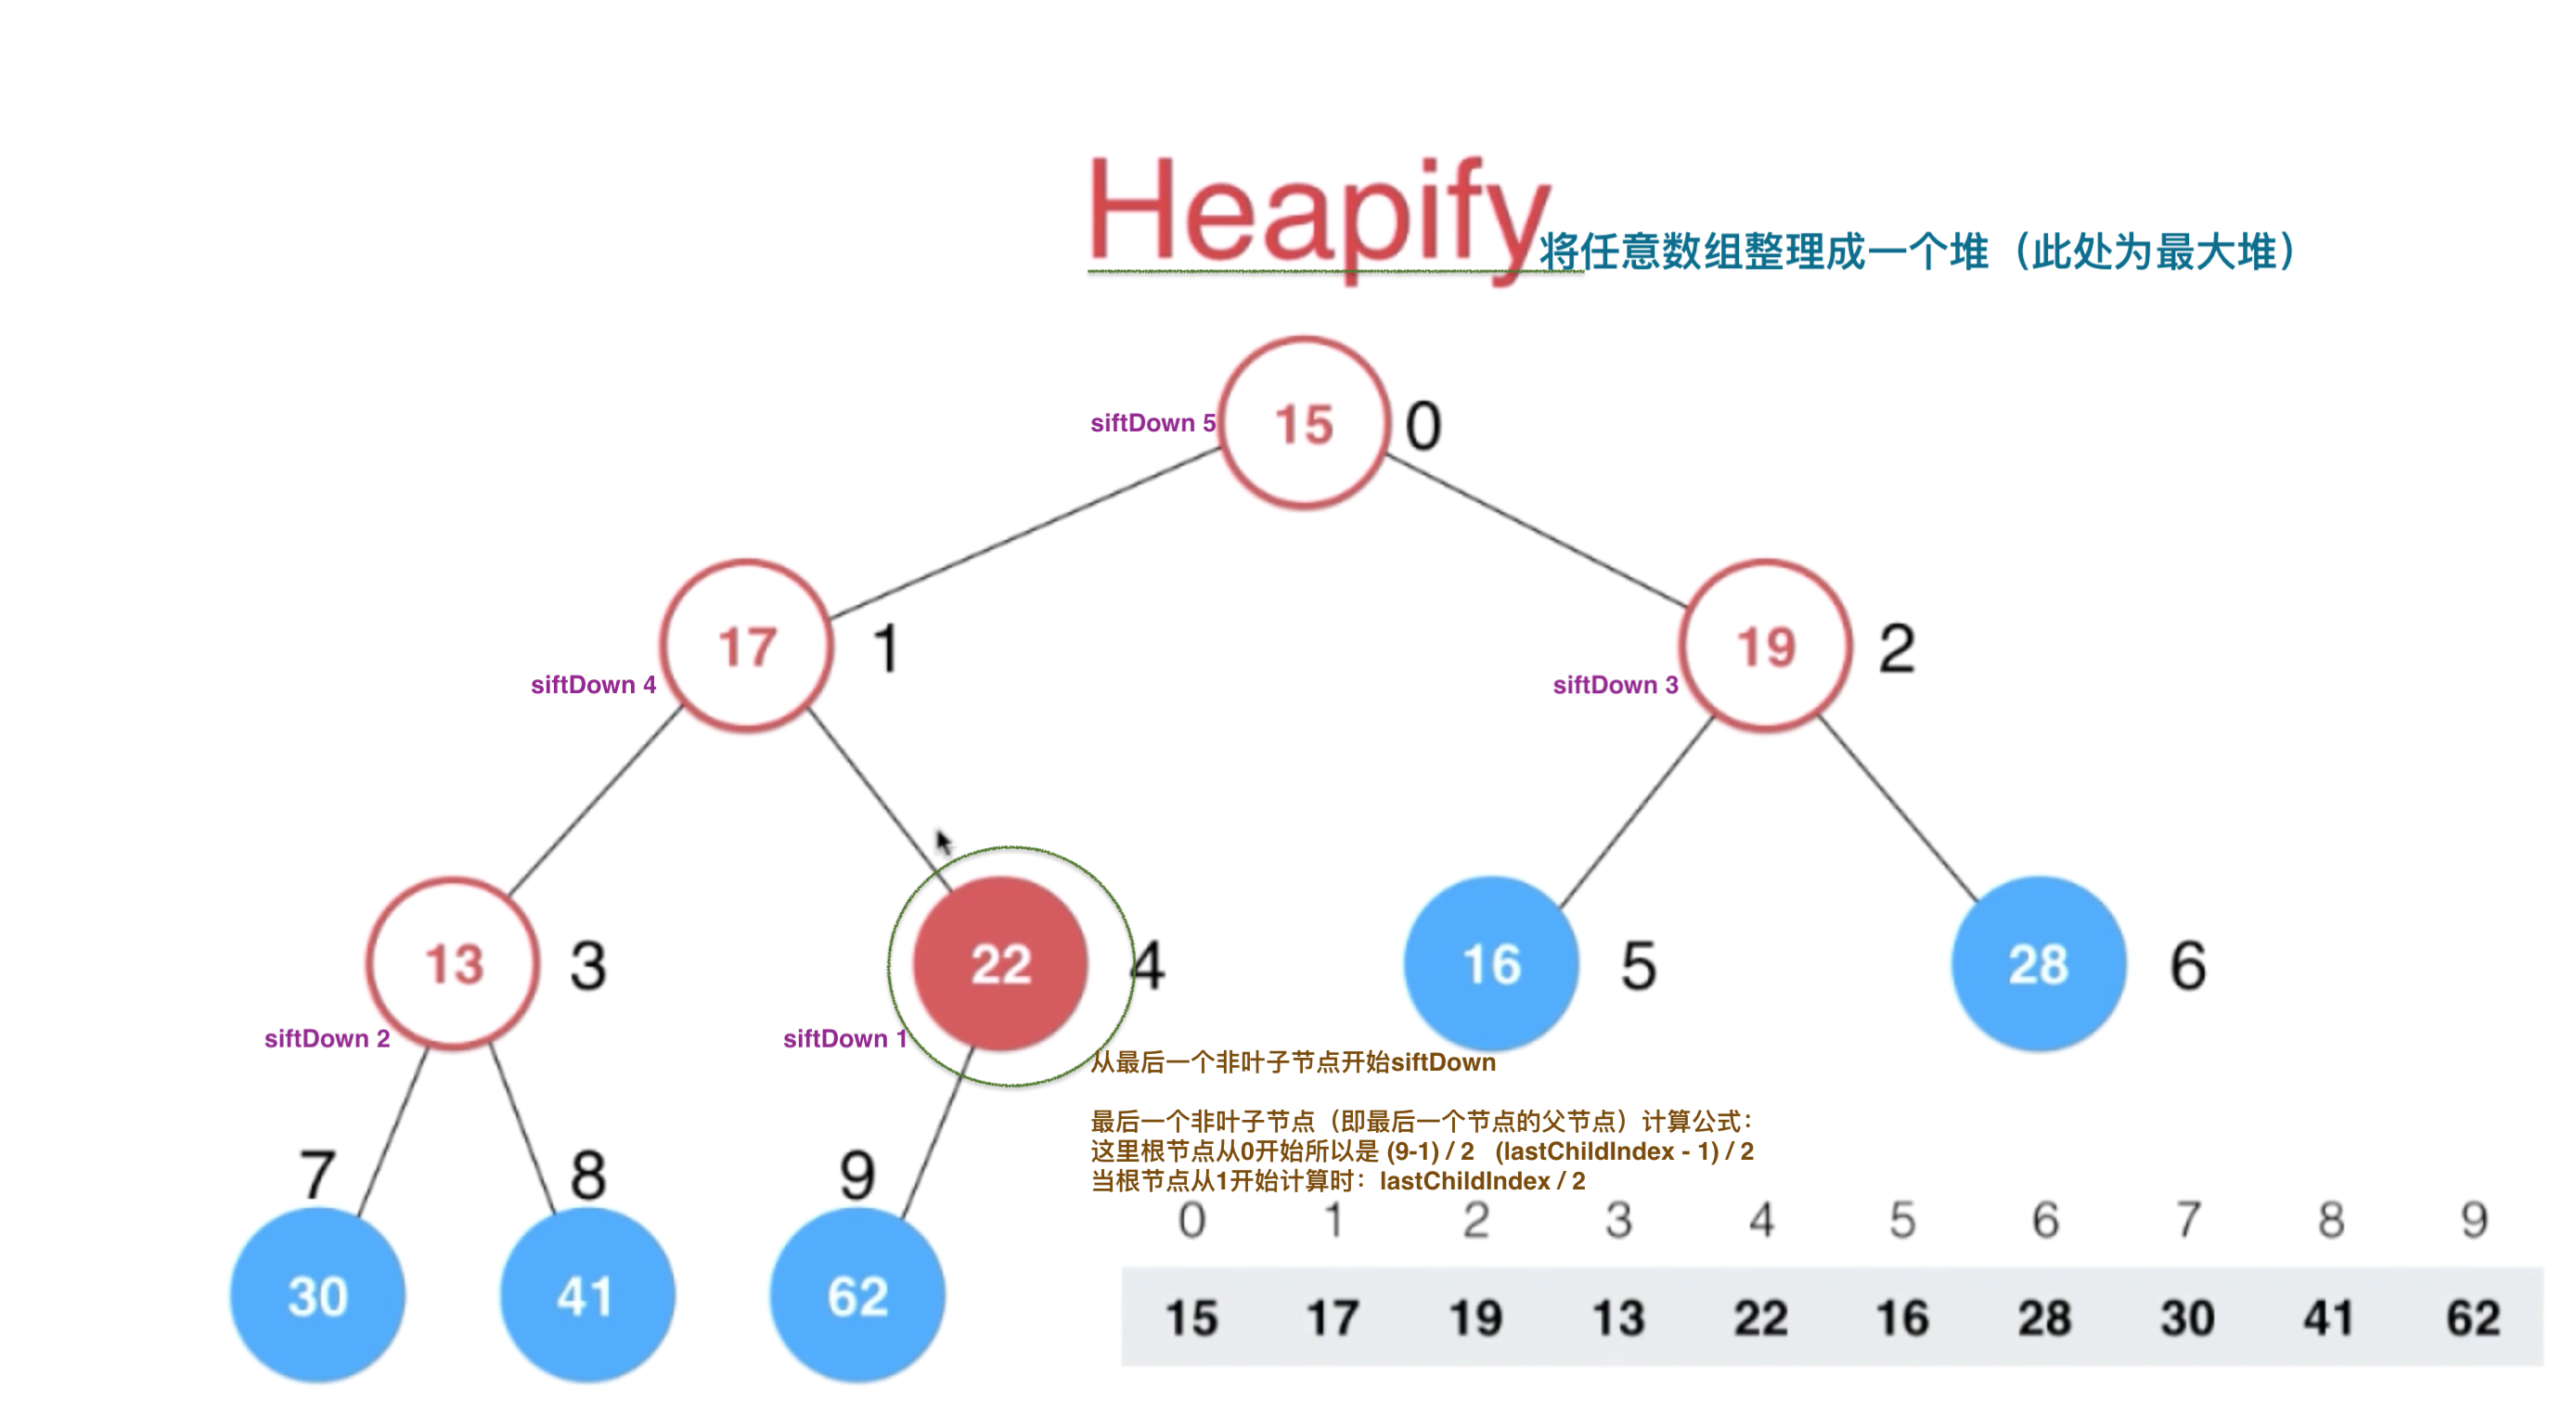 Heapify
将任意数组整理成一个堆（此处为最大堆）
siftDown 5
15
0
17
1
19
2
siftDown 4
siftDown 3
13
3
22
4
16
5
28
6
siftDown 2
siftDown 1
从最后一个非叶子节点开始siftDown
最后一个非叶子节点（即最后一个节点的父节点）计算公式：
这里根节点从0开始所以是 (9-1) / 2 (lastChildIndex - 1) / 2
当根节点从1开始计算时：lastChildIndex / 2
7
8
9
30
41
62
0 1 2 3 4 5 6 7 8 9
15 17 19 13 22 16 28 30 41 62